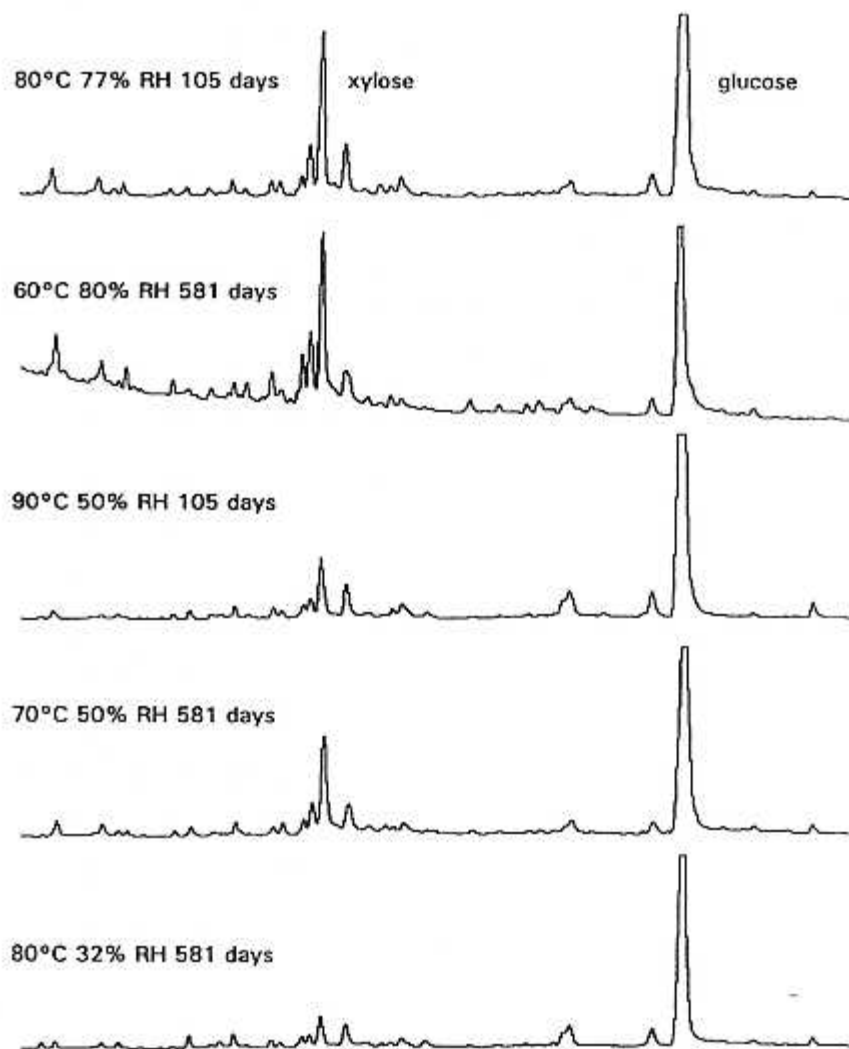 80°C 77% RH 105 days xylose glucose
60°C 80% RH 581 days
90°C 50% RH 105 days
70°C 50% RH 581 days
80°C 32% RH 581 days